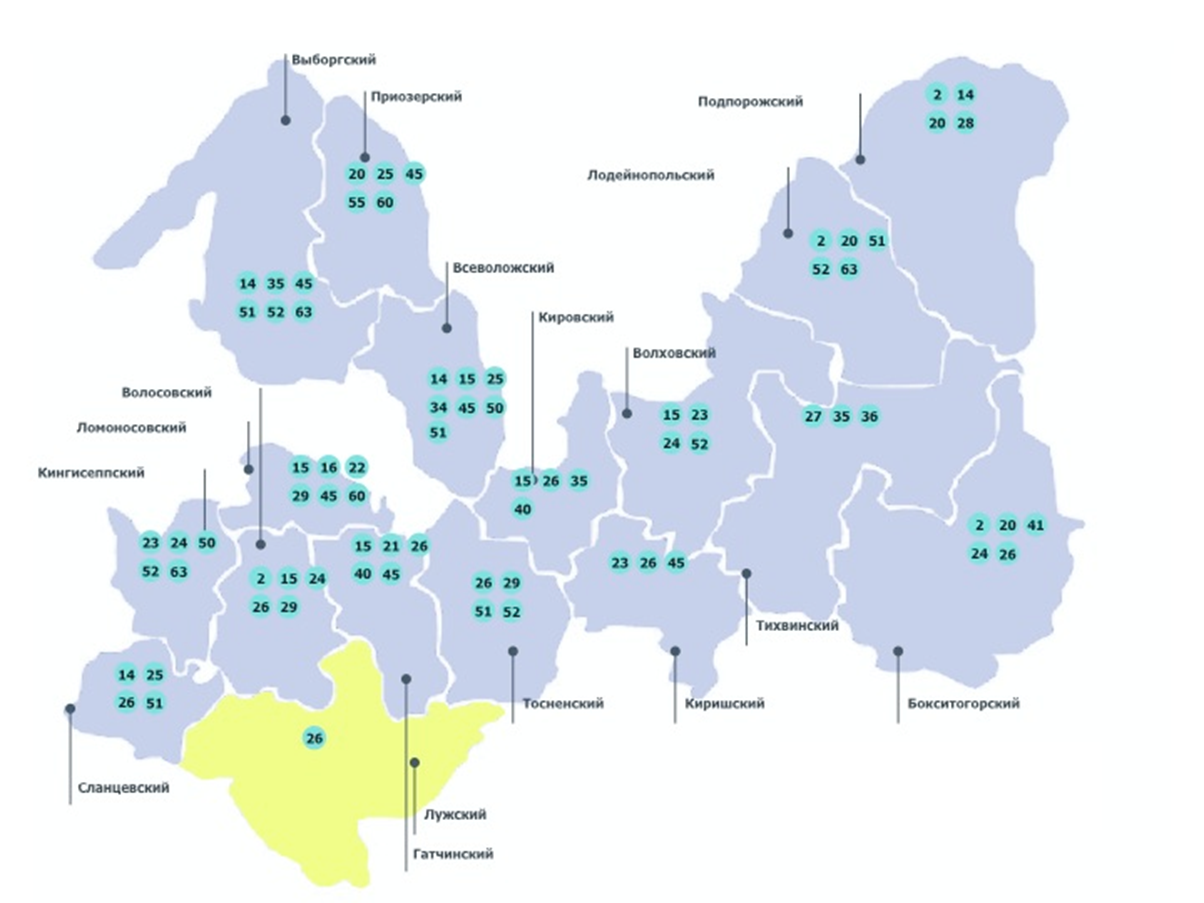 Выборгский
Приозерский
Подпорожский
2 14
20 28
Лодейнопольский
20 25 45
55 60
2 20 51
52 63
Всеволожский
14 35 45
51 52 63
Кировский
Волховский
14 15 25
34 45 50
51
Волосовский
Ломоносовский
Кингисеппский
15 23
24 52
27 35 36
15 16 22
29 45 60
15 26 35
40
23 24 50
52 63
2 15 24
26 29
15 21 26
40 45
26 29
51 52
23 26 45
2 20 41
24 26
Тихвинский
14 25
26 51
Тосненский
Киришский
Бокситогорский
26
Сланцевский
Лужский
Гатчинский